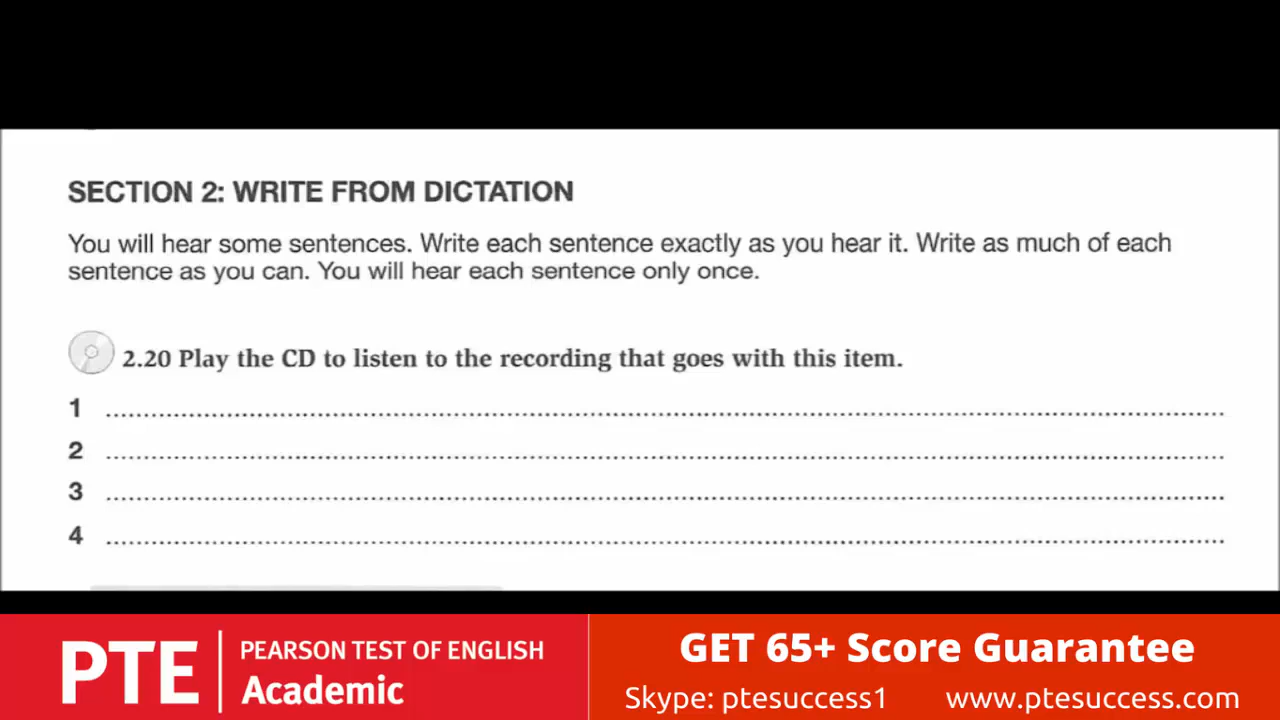 SECTION 2: WRITE FROM DICTATION
You will hear some sentences. Write each sentence exactly as you hear it. Write as much of each
sentence as you can. You will hear each sentence only once.
2.20 Play the CD to listen to the recording that goes with this item.
1 ................................................................
2 ................................................................
3 ................................................................
4 ................................................................
PTE
PEARSON TEST OF ENGLISH
Academic
GET 65+ Score Guarantee
Skype: ptesuccess1 www.ptesuccess.com